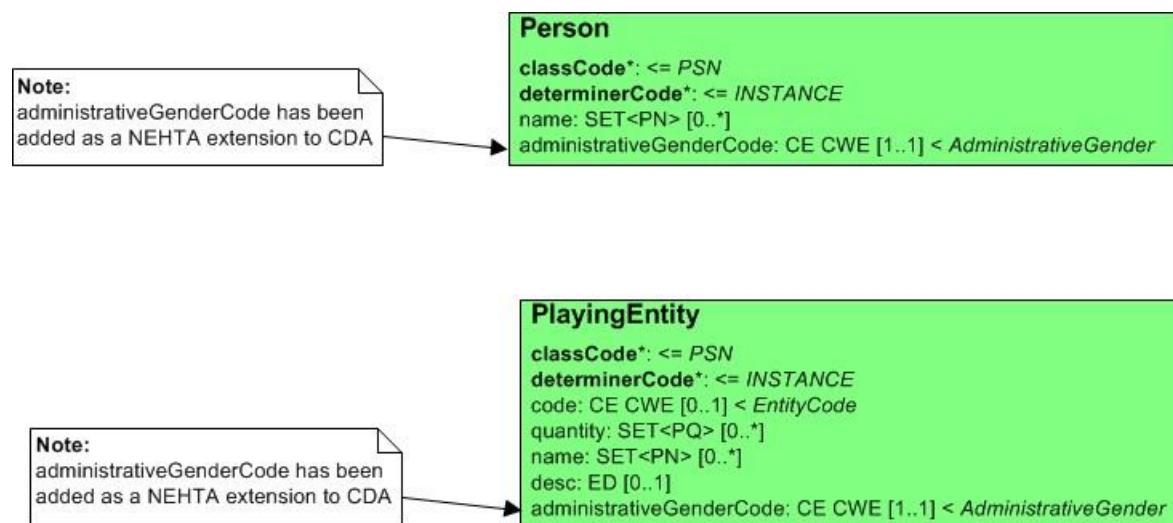 Person
classCode*: <= PSN
determinerCode*: <= INSTANCE
name: SET<PN> [0..*]
administrativeGenderCode: CE CWE [1..1] < AdministrativeGender
Note:
administrativeGenderCode has been
added as a NEHTA extension to CDA
PlayingEntity
classCode*: <= PSN
determinerCode*: <= INSTANCE
code: CE CWE [0..1] < EntityCode
quantity: SET<PQ> [0..*]
name: SET<PN> [0..*]
desc: ED [0..1]
administrativeGenderCode: CE CWE [1..1] < AdministrativeGender
Note:
administrativeGenderCode has been
added as a NEHTA extension to CDA